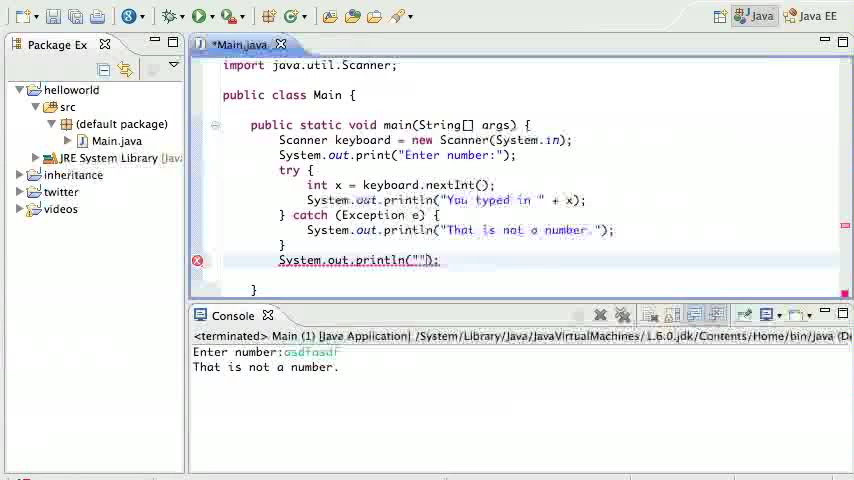 Java
Java EE
Package Ex
*Main.java
helloworld
src
(default package)
Main.java
JRE System Library [Java
inheritance
twitter
videos
import java.util.Scanner;
public class Main {
public static void main(String[] args) {
Scanner keyboard = new Scanner(System.in);
System.out.print("Enter number:");
try {
int x = keyboard.nextInt();
System.out.println("You typed in " + x);
} catch (Exception e) {
System.out.println("That is not a number.");
}
System.out.println("");
}
Console
<terminated> Main (1) [Java Application] /System/Library/Java/JavaVirtualMachines/1.6.0.jdk/Contents/Home/bin/java (De
Enter number:asdfasdf
That is not a number.